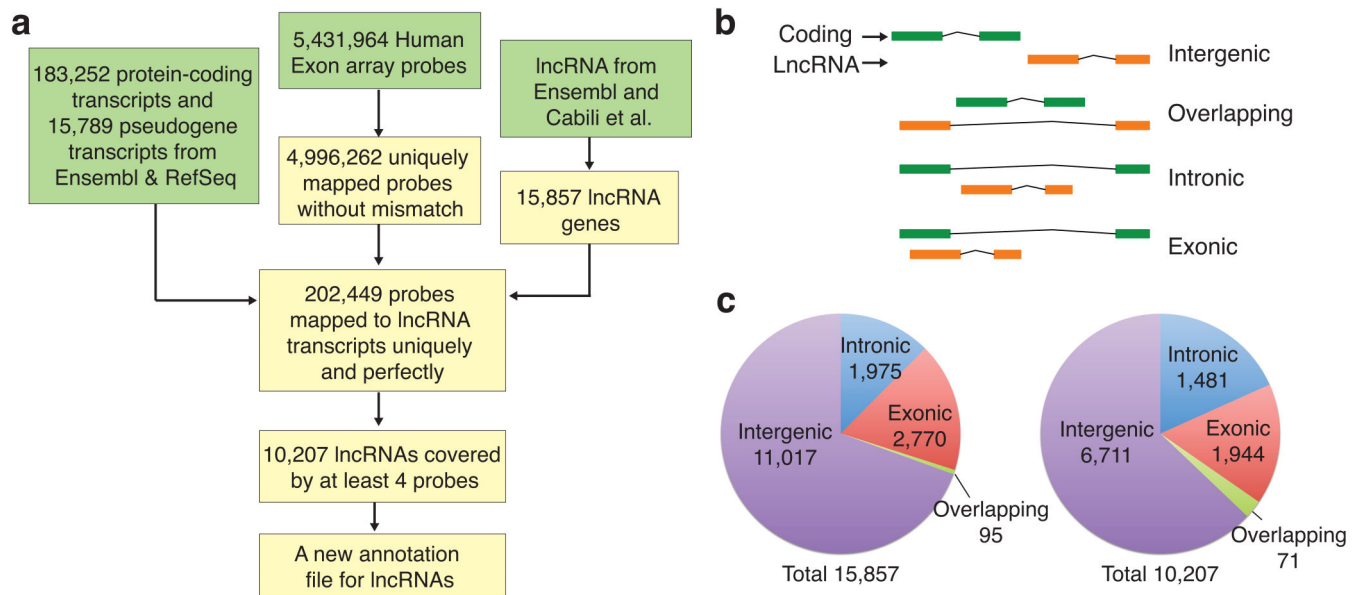 a
183,252 protein-coding
transcripts and
15,789 pseudogene
transcripts from
Ensembl & RefSeq
5,431,964 Human
Exon array probes
lncRNA from
Ensembl and
Cabili et al.
4,996,262 uniquely
mapped probes
without mismatch
15,857 lncRNA
genes
202,449 probes
mapped to lncRNA
transcripts uniquely
and perfectly
10,207 lncRNAs covered
by at least 4 probes
A new annotation
file for lncRNAs
b
Coding
LncRNA
Intergenic
Overlapping
Intronic
Exonic
c
Intronic
1,975
Exonic
2,770
Intergenic
11,017
Overlapping
95
Total 15,857
Intronic
1,481
Exonic
1,944
Intergenic
6,711
Overlapping
71
Total 10,207